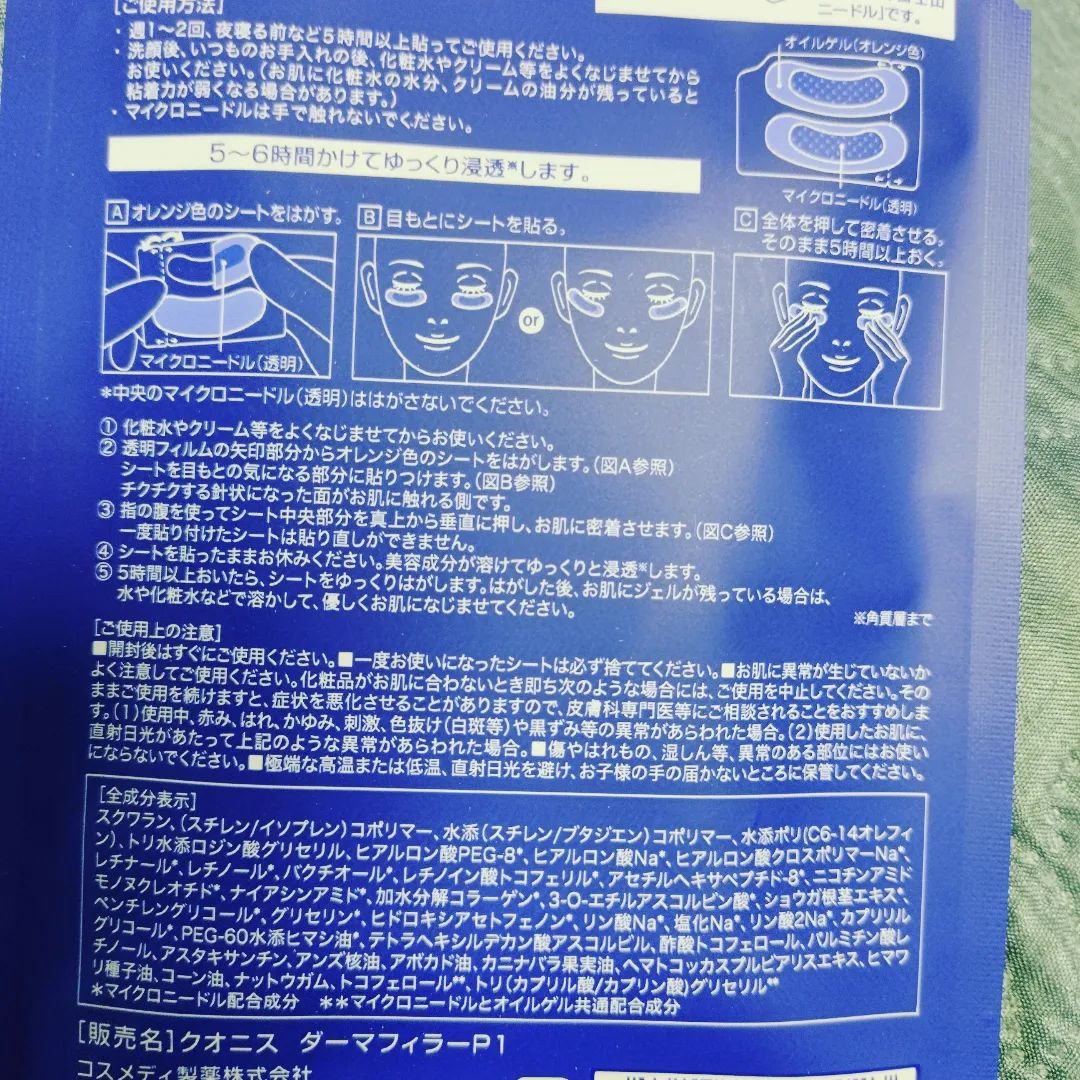 [ご使用方法]
・週1～2回、夜寝る前など5時間以上貼ってご使用ください。
・洗顔後、いつものお手入れの後、化粧水やクリーム等をよくなじませてから
お使いください。(お肌に化粧水の水分、クリームの油分が残っていると
粘着力が弱くなる場合があります。)
・マイクロニードルは手で触れないでください。
ニードル」です。
オイルゲル(オレンジ色)
マイクロニードル(透明)
5～6時間かけてゆっくり浸透※します。
A オレンジ色のシートをはがす。
マイクロニードル(透明)
B 目もとにシートを貼る。
or
C 全体を押して密着させる。
そのまま5時間以上おく。
*中央のマイクロニードル(透明)ははがさないでください。
① 化粧水やクリーム等をよくなじませてからお使いください。
② 透明フィルムの矢印部分からオレンジ色のシートをはがします。(図A参照)
シートを目もとの気になる部分に貼りつけます。(図B参照)
チクチクする針状になった面がお肌に触れる側です。
③ 指の腹を使ってシート中央部分を真上から垂直に押し、お肌に密着させます。(図C参照)
一度貼り付けたシートは貼り直しができません。
④ シートを貼ったままお休みください。美容成分が溶けてゆっくりと浸透※します。
⑤ 5時間以上おいたら、シートをゆっくりはがします。はがした後、お肌にジェルが残っている場合は、
水や化粧水などで溶かして、優しくお肌になじませてください。
※角質層まで
[ご使用上の注意]
■開封後はすぐにご使用ください。■一度お使いになったシートは必ず捨ててください。■お肌に異常が生じていないか
よく注意してご使用ください。化粧品がお肌に合わないとき即ち次のような場合には、ご使用を中止してください。その
ままご使用を続けますと、症状を悪化させることがありますので、皮膚科専門医等にご相談されることをおすすめしま
す。(1)使用中、赤み、はれ、かゆみ、刺激、色抜け(白斑等)や黒ずみ等の異常があらわれた場合。(2)使用したお肌に、
直射日光があたって上記のような異常があらわれた場合。■傷やはれもの、湿しん等、異常のある部位にはお使い
にならないでください。■極端な高温または低温、直射日光を避け、お子様の手の届かないところに保管してください。
[全成分表示]
スクワラン、(スチレン/イソプレン)コポリマー、水添(スチレン/ブタジエン)コポリマー、水添ポリ(C6-14オレフィ
ン)、トリ水添ロジン酸グリセリル、ヒアルロン酸PEG-8*、ヒアルロン酸Na*、ヒアルロン酸クロスポリマーNa*、
レチナール*、レチノール*、バクチオール*、レチノイン酸トコフェリル*、アセチルヘキサペプチド-8*、ニコチンアミド
モノヌクレオチド*、ナイアシンアミド*、加水分解コラーゲン*、3-O-エチルアスコルビン酸*、ショウガ根茎エキス*、
ペンチレングリコール*、グリセリン*、ヒドロキシアセトフェノン*、リン酸Na*、塩化Na*、リン酸2Na*、カプリリル
グリコール*、PEG-60水添ヒマシ油*、テトラヘキシルデカン酸アスコルビル、酢酸トコフェロール、パルミチン酸レ
チノール、アスタキサンチン、アンズ核油、アボカド油、カニナバラ果実油、ヘマトコッカスプルビアリスエキス、ヒマワ
リ種子油、コーン油、ナットウガム、トコフェロール**、トリ(カプリル酸/カプリン酸)グリセリル**
*マイクロニードル配合成分 **マイクロニードルとオイルゲル共通配合成分
[販売名]クオニス ダーマフィラーP1
コスメディ製薬株式会社